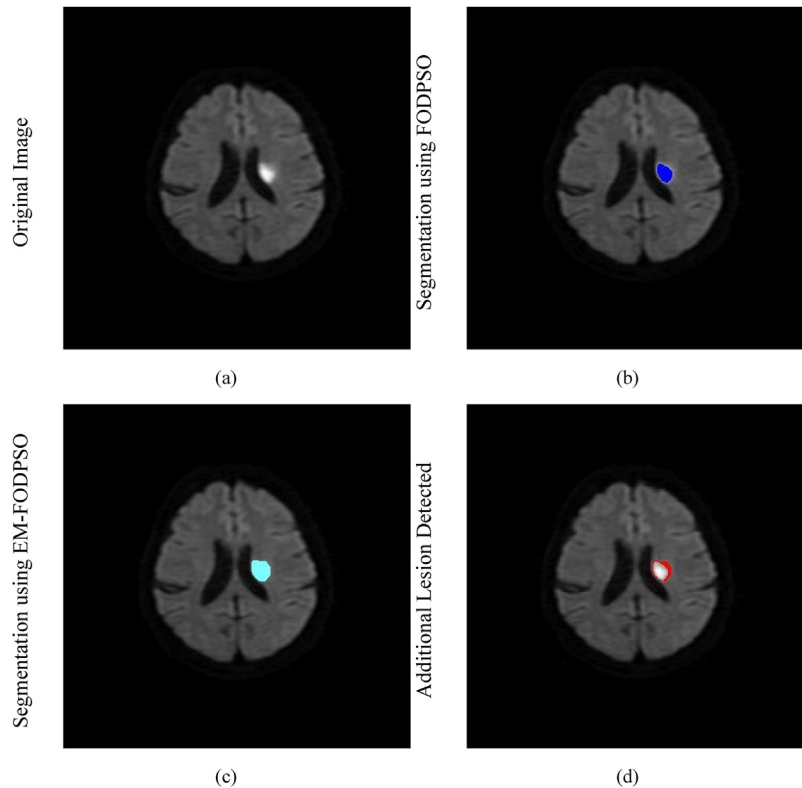 Original Image
Segmentation using FODPSO
(a)
(b)
Segmentation using EM-FODPSO
Additional Lesion Detected
(c)
(d)